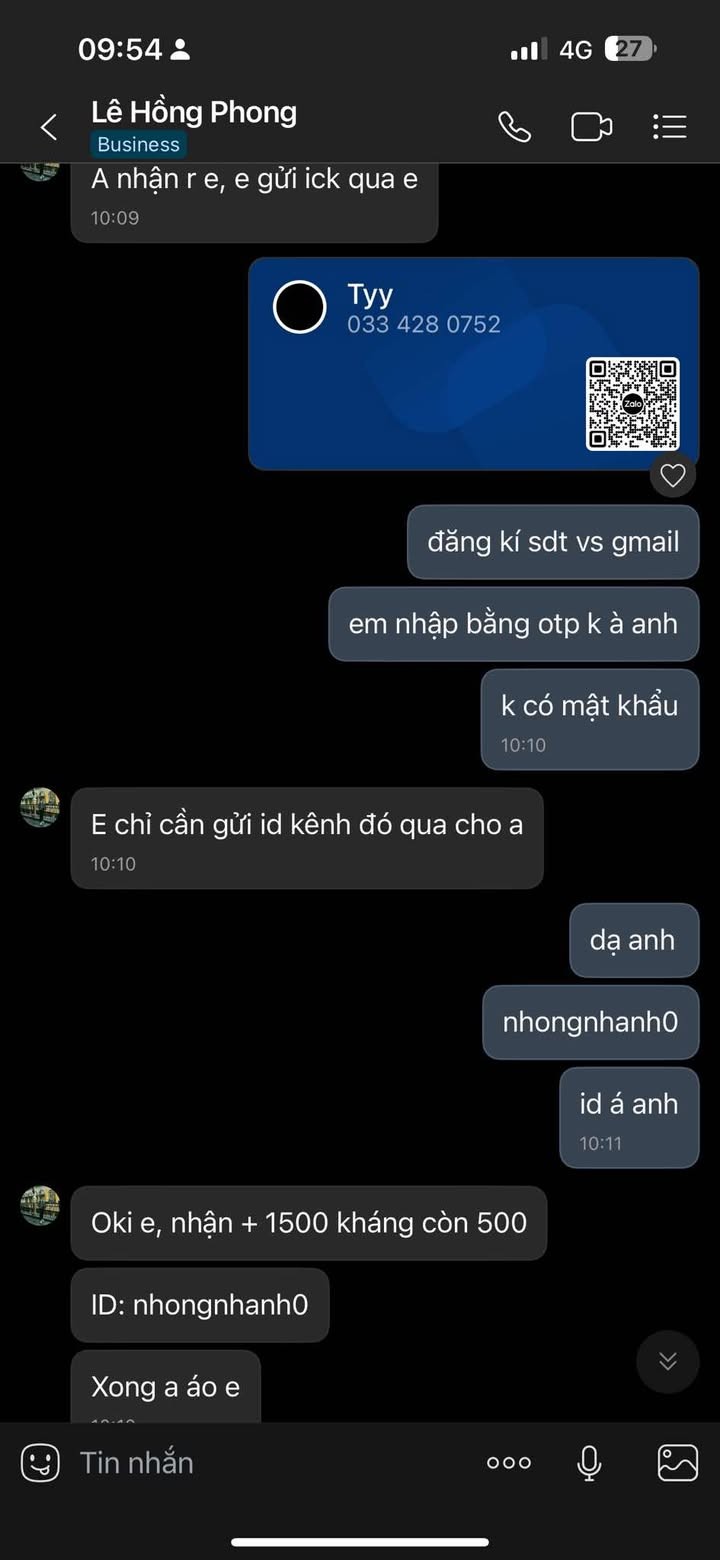 09:54
4G
27
Lê Hồng Phong
Business
A nhận r e, e gửi ick qua e
10:09
Tyy
033 428 0752
Zalo
đăng kí sdt vs gmail
em nhập bằng otp k à anh
k có mật khẩu
10:10
E chỉ cần gửi id kênh đó qua cho a
10:10
dạ anh
nhongnhanh0
id á anh
10:11
Oki e, nhận + 1500 kháng còn 500
ID: nhongnhanh0
Xong a áo e
Tin nhắn